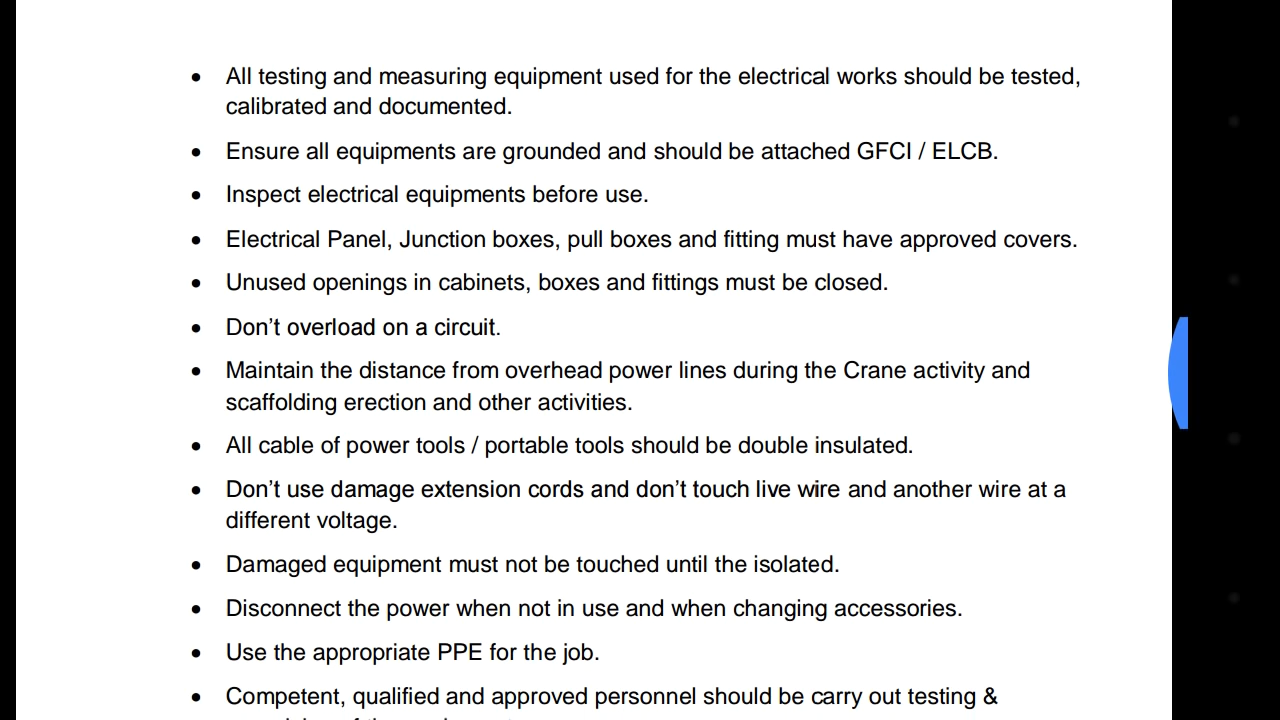 • All testing and measuring equipment used for the electrical works should be tested,
calibrated and documented.
• Ensure all equipments are grounded and should be attached GFCI / ELCB.
• Inspect electrical equipments before use.
• Electrical Panel, Junction boxes, pull boxes and fitting must have approved covers.
• Unused openings in cabinets, boxes and fittings must be closed.
• Don’t overload on a circuit.
• Maintain the distance from overhead power lines during the Crane activity and
scaffolding erection and other activities.
• All cable of power tools / portable tools should be double insulated.
• Don’t use damage extension cords and don’t touch live wire and another wire at a
different voltage.
• Damaged equipment must not be touched until the isolated.
• Disconnect the power when not in use and when changing accessories.
• Use the appropriate PPE for the job.
• Competent, qualified and approved personnel should be carry out testing &